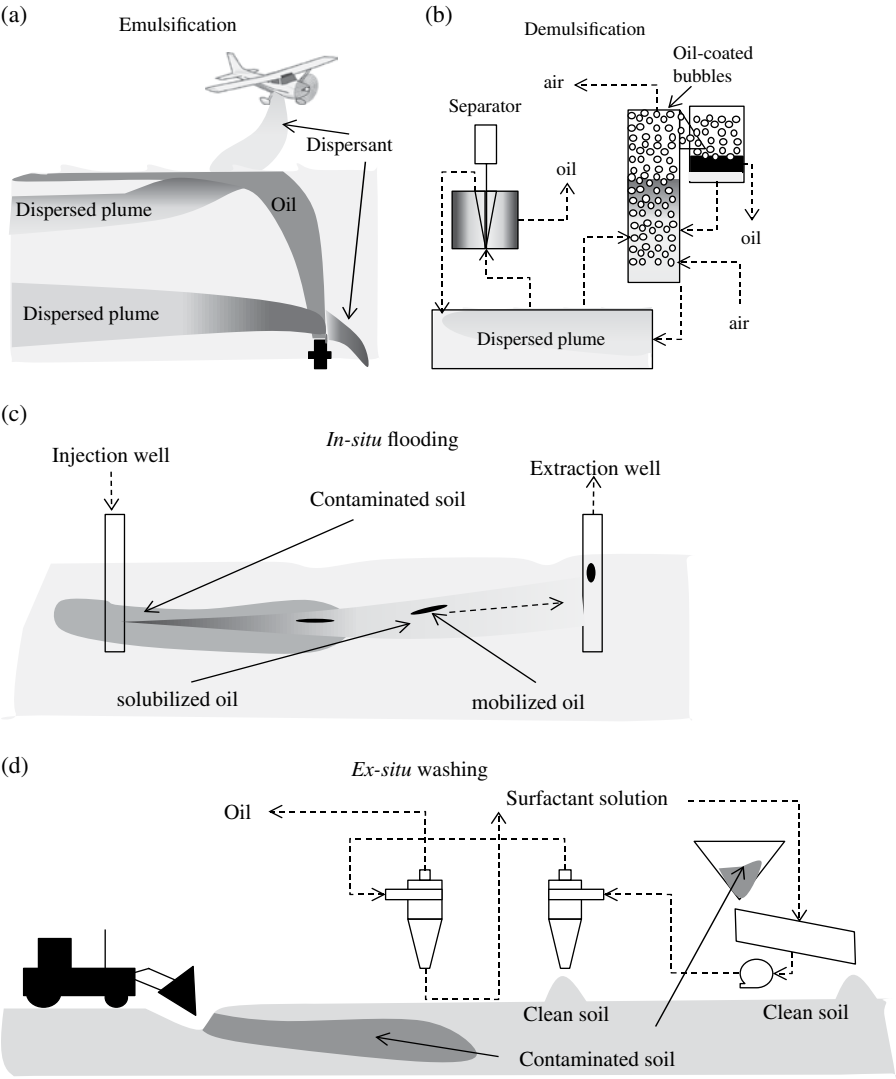 (a)
Emulsification
Dispersant
Dispersed plume
Oil
Dispersed plume
(b)
Demulsification
Oil-coated
bubbles
air
Separator
oil
oil
air
Dispersed plume
(c)
In-situ flooding
Injection well
Extraction well
Contaminated soil
solubilized oil
mobilized oil
(d)
Ex-situ washing
Oil
Surfactant solution
Clean soil
Clean soil
Contaminated soil